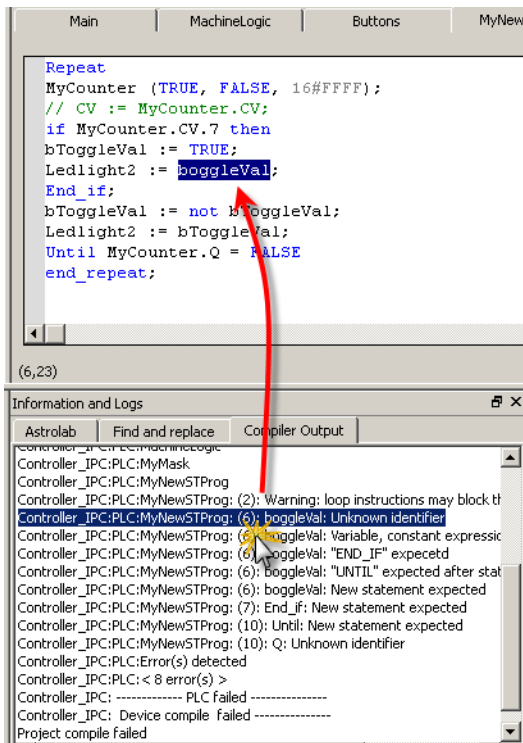 Main MachineLogic Buttons MyNew
Repeat
MyCounter (TRUE, FALSE, 16#FFFF);
// CV := MyCounter.CV;
if MyCounter.CV.7 then
bToggleVal := TRUE;
Ledlight2 := boggleVal;
End_if;
bToggleVal := not bToggleVal;
Ledlight2 := bToggleVal;
Until MyCounter.Q = FALSE
end_repeat;
(6,23)
Information and Logs
Astrolab Find and replace Compiler Output
Controller_IPC:PLC:MachineLogic
Controller_IPC:PLC:MyMask
Controller_IPC:PLC:MyNewSTProg
Controller_IPC:PLC:MyNewSTProg: (2): Warning: loop instructions may block th
Controller_IPC:PLC:MyNewSTProg: (6): boggleVal: Unknown identifier
Controller_IPC:PLC:MyNewSTProg: (6): boggleVal: Variable, constant expressio
Controller_IPC:PLC:MyNewSTProg: (6): boggleVal: "END_IF" expecetd
Controller_IPC:PLC:MyNewSTProg: (6): boggleVal: "UNTIL" expected after stat
Controller_IPC:PLC:MyNewSTProg: (6): boggleVal: New statement expected
Controller_IPC:PLC:MyNewSTProg: (7): End_if: New statement expected
Controller_IPC:PLC:MyNewSTProg: (10): Until: New statement expected
Controller_IPC:PLC:MyNewSTProg: (10): Q: Unknown identifier
Controller_IPC:PLC:Error(s) detected
Controller_IPC:PLC:< 8 error(s) >
Controller_IPC: ------------- PLC failed ---------------
Controller_IPC: Device compile failed ---------------
Project compile failed